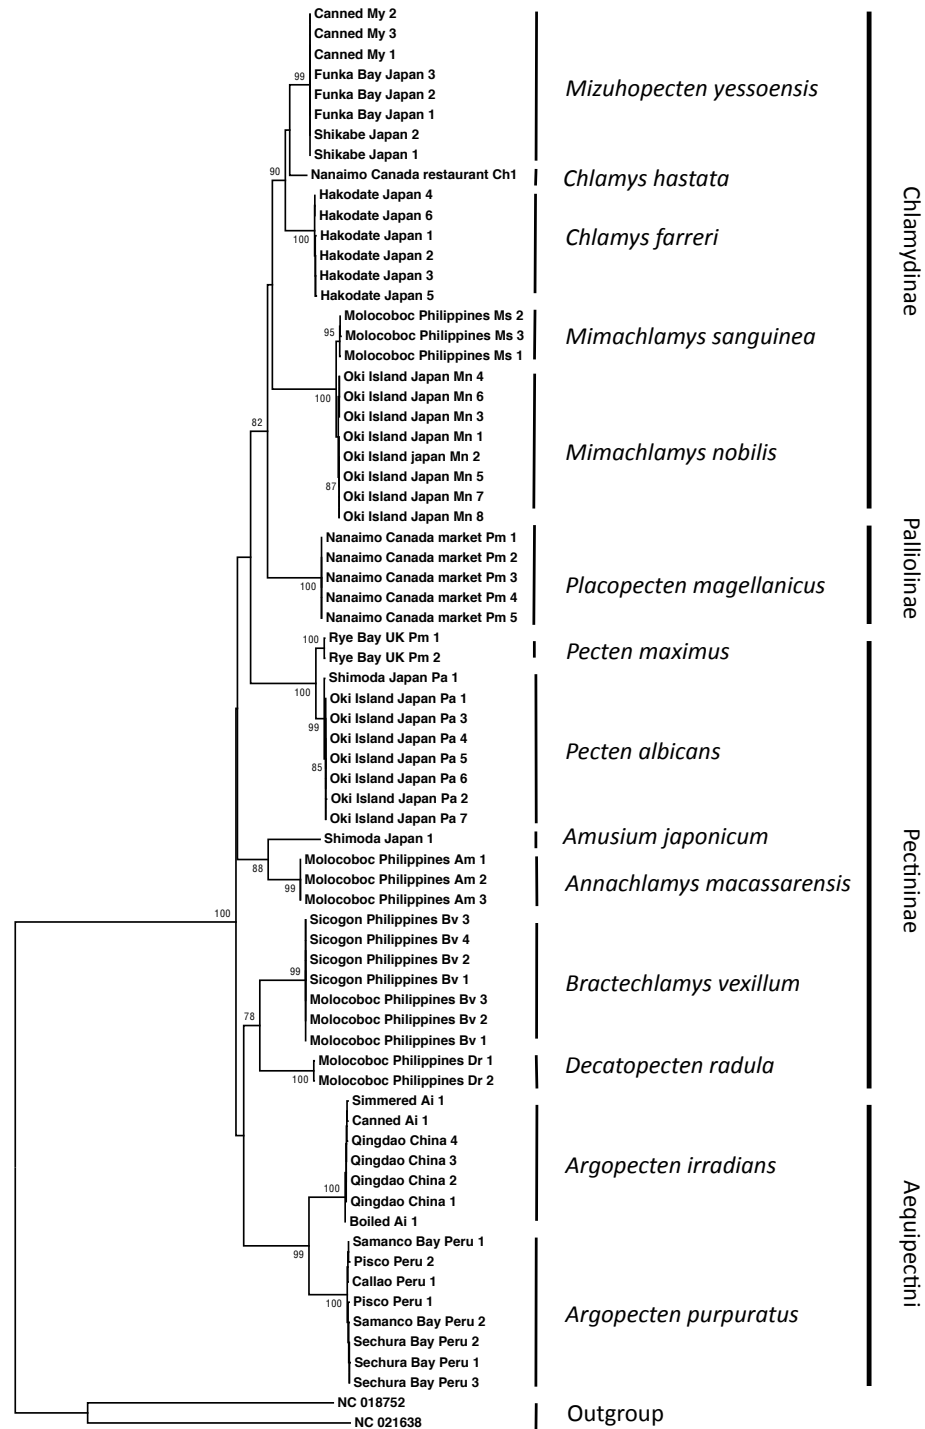 Canned My 2
Canned My 3
Canned My 1
99
Funka Bay Japan 3
Funka Bay Japan 2
Mizuhopecten yessoensis
Funka Bay Japan 1
Shikabe Japan 2
Shikabe Japan 1
90
Nanaimo Canada restaurant Ch1
Chlamys hastata
Hakodate Japan 4
Hakodate Japan 6
100
Hakodate Japan 1
Chlamys farreri
Hakodate Japan 2
Hakodate Japan 3
Hakodate Japan 5
Chlamydinae
Molocoboc Philippines Ms 2
95
Molocoboc Philippines Ms 3
Mimachlamys sanguinea
Molocoboc Philippines Ms 1
Oki Island Japan Mn 4
100
Oki Island Japan Mn 6
Oki Island Japan Mn 3
82
Oki Island Japan Mn 1
Oki Island japan Mn 2
Mimachlamys nobilis
Oki Island Japan Mn 5
87
Oki Island Japan Mn 7
Oki Island Japan Mn 8
Nanaimo Canada market Pm 1
Nanaimo Canada market Pm 2
100
Nanaimo Canada market Pm 3
Placopecten magellanicus
Nanaimo Canada market Pm 4
Nanaimo Canada market Pm 5
Palliolinae
100
Rye Bay UK Pm 1
Rye Bay UK Pm 2
Pecten maximus
100
Shimoda Japan Pa 1
Oki Island Japan Pa 1
99
Oki Island Japan Pa 3
Oki Island Japan Pa 4
Pecten albicans
Oki Island Japan Pa 5
85
Oki Island Japan Pa 6
Oki Island Japan Pa 2
Oki Island Japan Pa 7
Shimoda Japan 1
Amusium japonicum
88
Molocoboc Philippines Am 1
Molocoboc Philippines Am 2
Annachlamys macassarensis
99
Molocoboc Philippines Am 3
Pectininae
100
Sicogon Philippines Bv 3
Sicogon Philippines Bv 4
Sicogon Philippines Bv 2
99
Sicogon Philippines Bv 1
Bractechlamys vexillum
Molocoboc Philippines Bv 3
78
Molocoboc Philippines Bv 2
Molocoboc Philippines Bv 1
Molocoboc Philippines Dr 1
Decatopecten radula
100
Molocoboc Philippines Dr 2
Simmered Ai 1
Canned Ai 1
Qingdao China 4
Qingdao China 3
Argopecten irradians
Qingdao China 2
100
Qingdao China 1
Boiled Ai 1
99
Samanco Bay Peru 1
Pisco Peru 2
Callao Peru 1
100
Pisco Peru 1
Argopecten purpuratus
Samanco Bay Peru 2
Sechura Bay Peru 2
Sechura Bay Peru 1
Sechura Bay Peru 3
Aequipectini
NC 018752
Outgroup
NC 021638